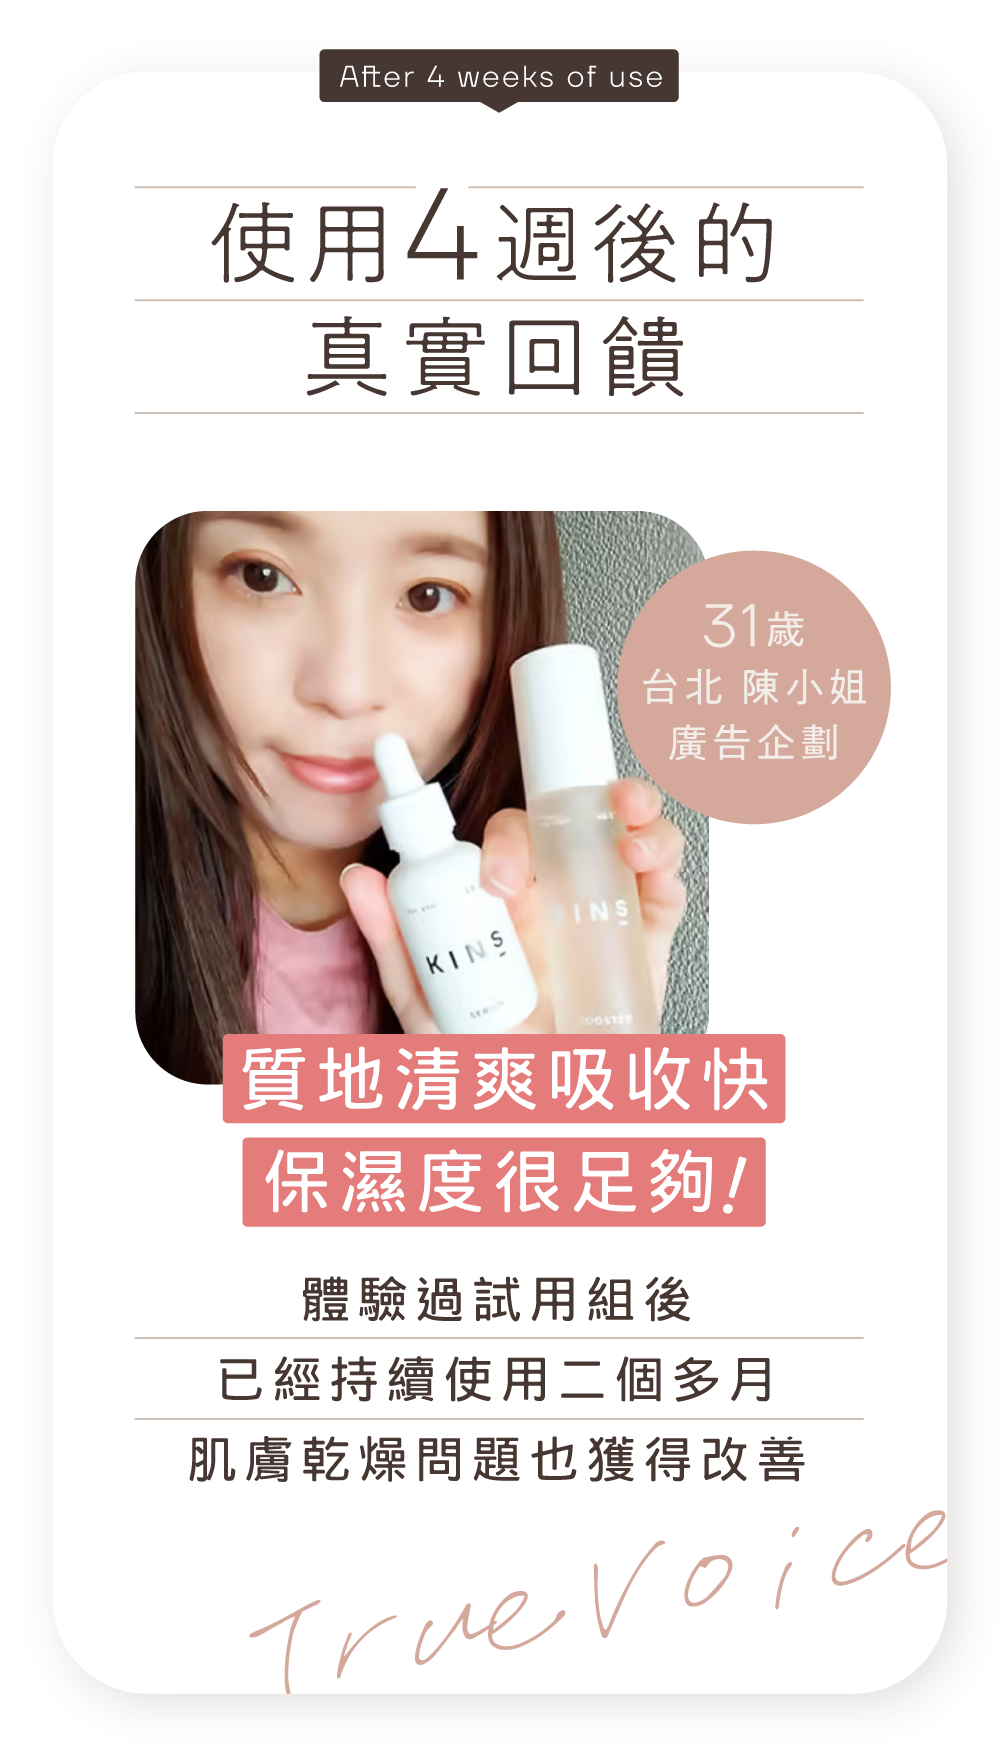 After 4 weeks of use
使用4週後的
真實回饋
31歳
台北 陳小姐
廣告企劃
KINS
INS
質地清爽吸收快
保濕度很足夠!
體驗過試用組後
已經持續使用二個多月
肌膚乾燥問題也獲得改善
True Voice